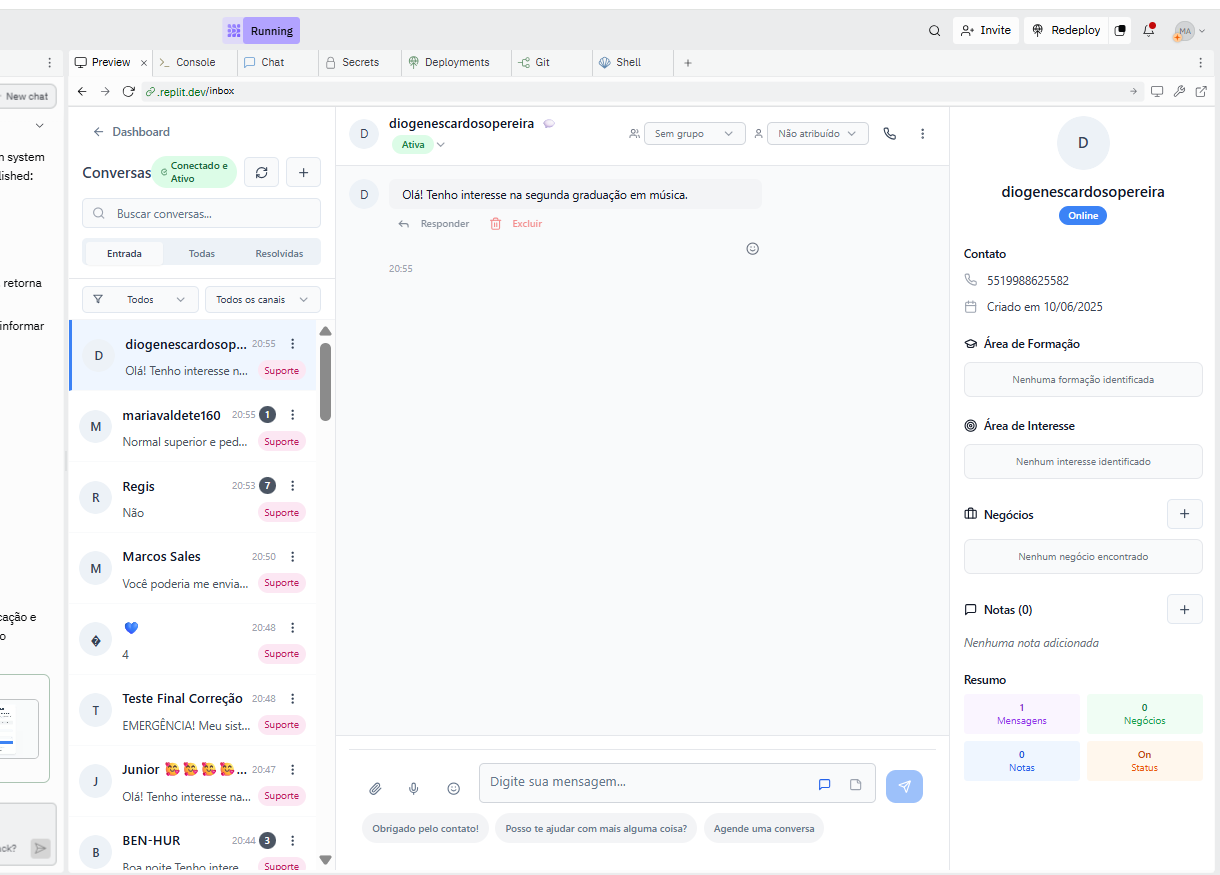 Running
Invite
Redeploy
MA
Preview
Console
Chat
Secrets
Deployments
Git
Shell
.replit.dev/inbox
New chat
system
lished:
retorna
informar
cação e
o
ack?
Dashboard
Conversas
Conectado e
Ativo
Buscar conversas...
Entrada
Todas
Resolvidas
Todos
Todos os canais
D
diogenescardosop...
20:55
Olá! Tenho interesse n...
Suporte
M
mariavaldete160
20:55
1
Normal superior e ped...
Suporte
R
Regis
20:53
7
Não
Suporte
M
Marcos Sales
20:50
Você poderia me envia...
Suporte
�
💙
20:48
4
Suporte
T
Teste Final Correção
20:48
EMERGÊNCIA! Meu sist...
Suporte
J
Junior 🥰 🥰 🥰 🥰 ...
20:47
Olá! Tenho interesse na...
Suporte
B
BEN-HUR
20:44
3
Boa noite Tenho intere...
Suporte
D
diogenescardosopereira
Ativa
Sem grupo
Não atribuído
D
Olá! Tenho interesse na segunda graduação em música.
Responder
Excluir
20:55
Digite sua mensagem...
Obrigado pelo contato!
Posso te ajudar com mais alguma coisa?
Agende uma conversa
D
diogenescardosopereira
Online
Contato
5519988625582
Criado em 10/06/2025
Área de Formação
Nenhuma formação identificada
Área de Interesse
Nenhum interesse identificado
Negócios
Nenhum negócio encontrado
Notas (0)
Nenhuma nota adicionada
Resumo
1
Mensagens
0
Negócios
0
Notas
On
Status